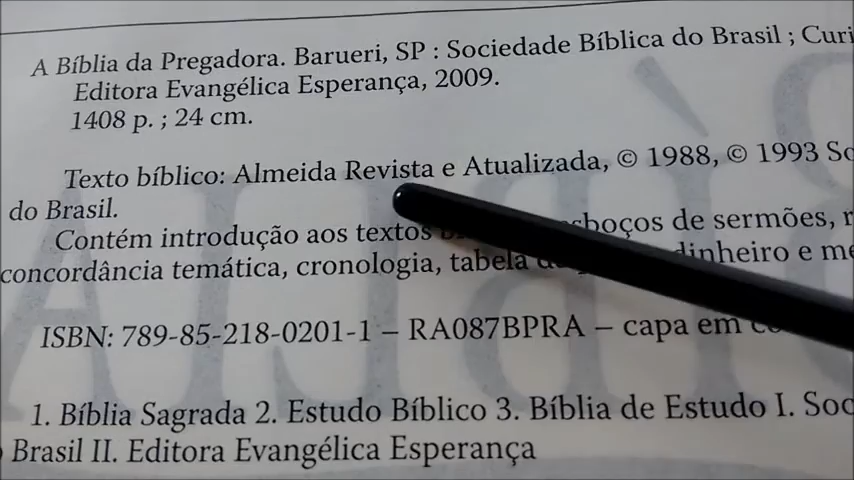 A Bíblia da Pregadora. Barueri, SP : Sociedade Bíblica do Brasil ; Curi
Editora Evangélica Esperança, 2009.
1408 p. ; 24 cm.
Texto bíblico: Almeida Revista e Atualizada, © 1988, © 1993 So
do Brasil.
Contém introdução aos textos de sermões,
concordância temática, cronologia, tabela dinheiro e me
ISBN: 789-85-218-0201-1 – RA087BPRA – capa em
1. Bíblia Sagrada 2. Estudo Bíblico 3. Bíblia de Estudo I. Soc
Brasil II. Editora Evangélica Esperança